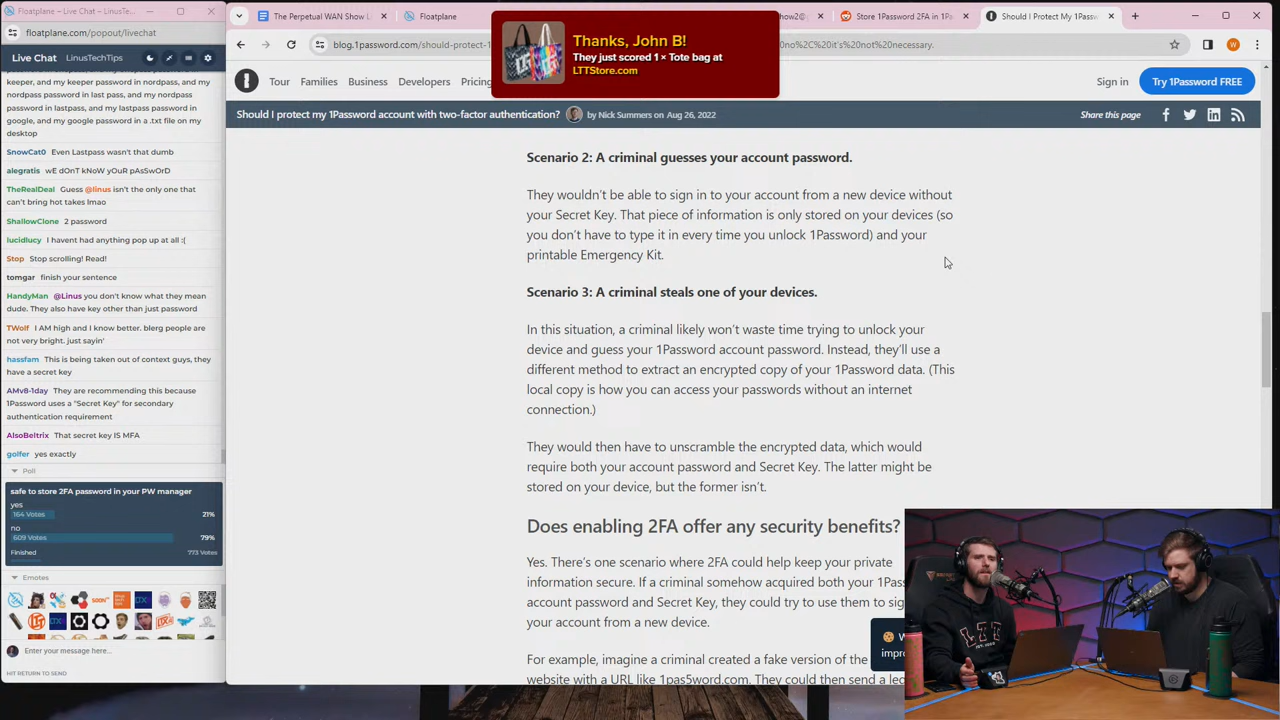 Floatplane - LinusTechTips
floatplane.com/popout/livechat
Live Chat LinusTechTips
keeper, and my keeper password in nordpass, and my
nordpass password in last pass, and my lastpass
password in lastpass, and my lastpass password in
google, and my google password in a .txt file on my
desktop
SnowCat0 Even Lastpass wasn't that dumb
alegratis wE dOnT kNoW yOuR pAsSwOrD
TheRealDeal Guess @linus isn't the only one that
can't bring hot takes lmao
ShallowClone 2 password
lucidlucy I havent had anything pop up at all :(
Stop Stop scrolling! Read!
tomgar finish your sentence
HandyMan @Linus you don't know what they mean
dude. They also have key other than just password
TWolf I AM high and I know better. blerg people are
not very bright. just sayin'
hassfam This is being taken out of context guys, they
have a secret key
AMv8-1day They are recommending this because
1Password uses a "Secret Key" for secondary
authentication requirement
AlsoBeltrix That secret key IS MFA
golfer yes exactly
Poll
safe to store 2FA password in your PW manager
yes
164 Votes 21%
no
609 Votes 79%
Finished 773 Votes
Emotes
Enter your message here...
HIT RETURN TO SEND
The Perpetual WAN Show
Floatplane
Store 1Password 2FA in 1Pa
Should I Protect My 1Passw
blog.1password.com/should-protect-1
no%2C%20it's%20not%20necessary.
Thanks, John B!
They just scored 1 × Tote bag at
LTTStore.com
Tour Families Business Developers Pricing Sign in Try 1Password FREE
Should I protect my 1Password account with two-factor authentication? by Nick Summers on Aug 26, 2022 Share this page
Scenario 2: A criminal guesses your account password.
They wouldn't be able to sign in to your account from a new device without
your Secret Key. That piece of information is only stored on your devices (so
you don't have to type it in every time you unlock 1Password) and your
printable Emergency Kit.
Scenario 3: A criminal steals one of your devices.
In this situation, a criminal likely won't waste time trying to unlock your
device and guess your 1Password account password. Instead, they'll use a
different method to extract an encrypted copy of your 1Password data. (This
local copy is how you can access your passwords without an internet
connection.)
They would then have to unscramble the encrypted data, which would
require both your account password and Secret Key. The latter might be
stored on your device, but the former isn't.
Does enabling 2FA offer any security benefits?
Yes. There's one scenario where 2FA could help keep your private
information secure. If a criminal somehow acquired both your 1Pas
account password and Secret Key, they could try to use them to sig
your account from a new device.
For example, imagine a criminal created a fake version of the
website with a URL like 1pas5word.com. They could then send a leg
W
impro
LTT